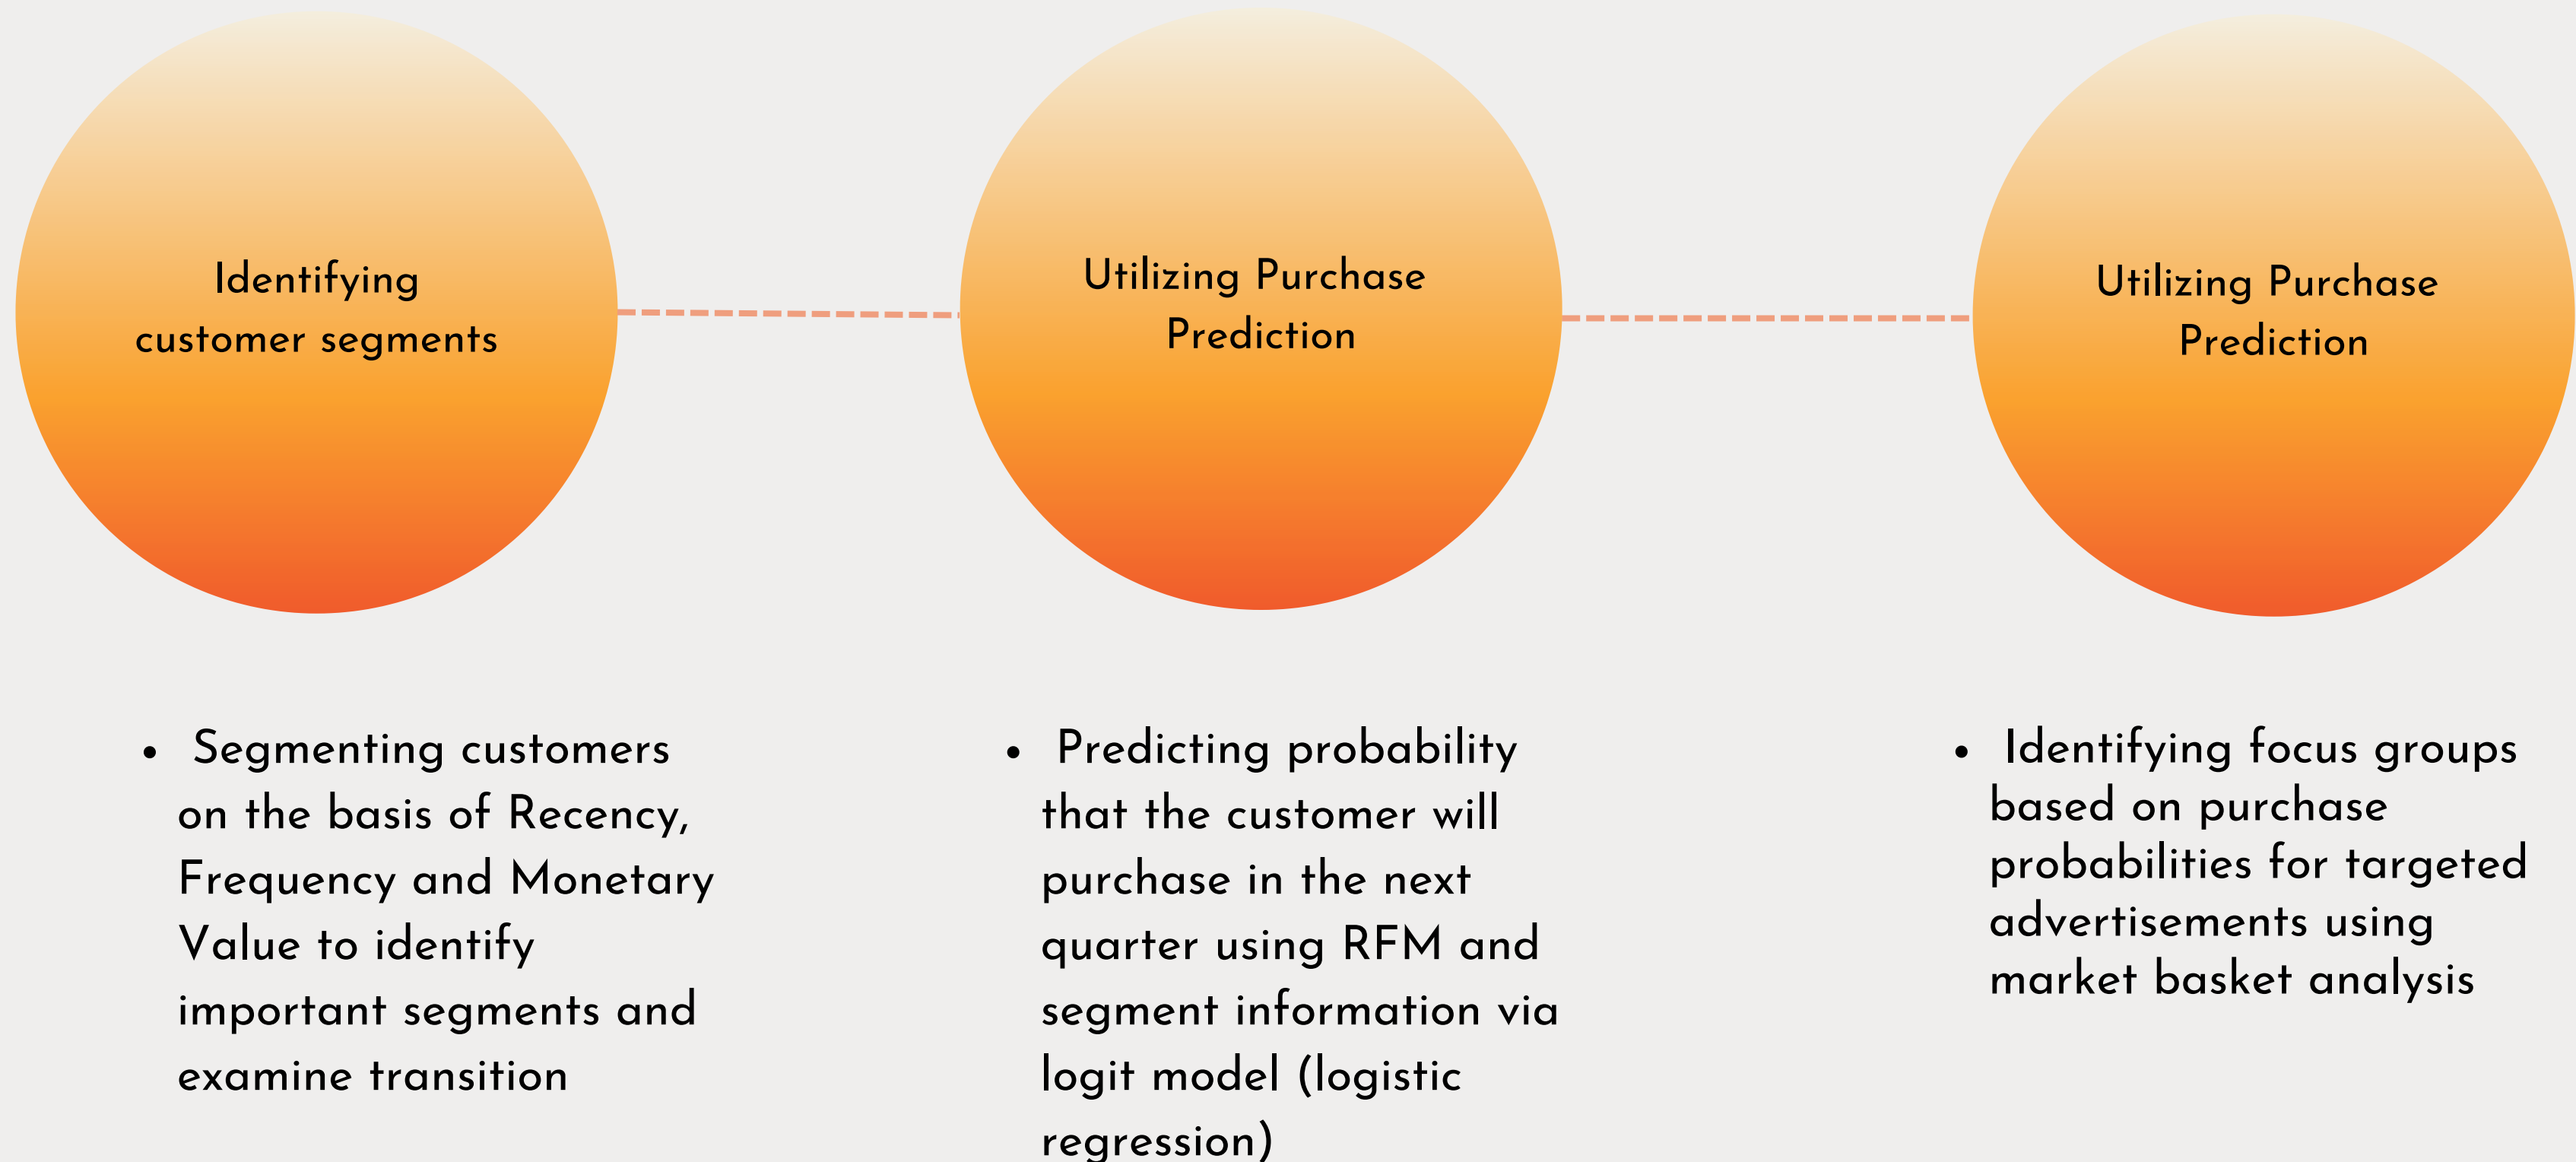 Identifying
customer segments
Utilizing Purchase
Prediction
Utilizing Purchase
Prediction
• Segmenting customers
on the basis of Recency,
Frequency and Monetary
Value to identify
important segments and
examine transition
• Predicting probability
that the customer will
purchase in the next
quarter using RFM and
segment information via
logit model (logistic
regression)
• Identifying focus groups
based on purchase
probabilities for targeted
advertisements using
market basket analysis